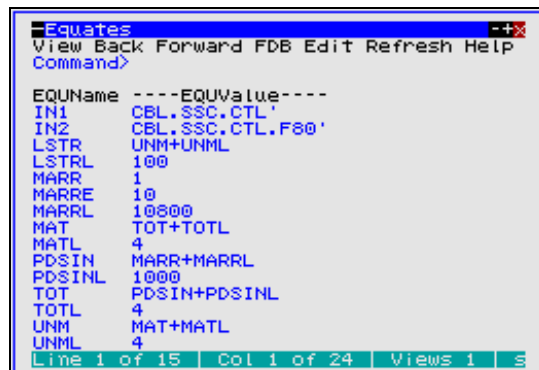 -Equates -+x
View Back Forward FDB Edit Refresh Help
Command>
EQUName ----EQUValue----
IN1 CBL.SSC.CTL'
IN2 CBL.SSC.CTL.F80'
LSTR UNM+UNML
LSTRL 100
MARR 1
MARRE 10
MARRL 10800
MAT TOT+TOTL
MATL 4
PDSIN MARR+MARRL
PDSINL 1000
TOT PDSIN+PDSINL
TOTL 4
UNM MAT+MATL
UNML 4
Line 1 of 15 | Col 1 of 24 | Views 1 | s